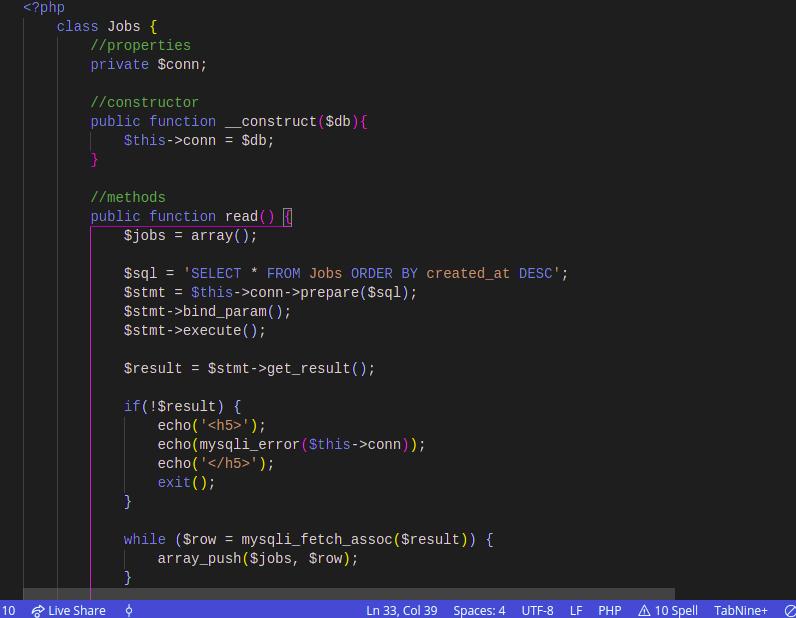 <?php
class Jobs {
//properties
private $conn;
//constructor
public function __construct($db){
$this->conn = $db;
}
//methods
public function read() {
$jobs = array();
$sql = 'SELECT * FROM Jobs ORDER BY created_at DESC';
$stmt = $this->conn->prepare($sql);
$stmt->bind_param();
$stmt->execute();
$result = $stmt->get_result();
if(!$result) {
echo('<h5>');
echo(mysqli_error($this->conn));
echo('</h5>');
exit();
}
while ($row = mysqli_fetch_assoc($result)) {
array_push($jobs, $row);
}
10 Live Share Ln 33, Col 39 Spaces: 4 UTF-8 LF PHP 10 Spell TabNine+